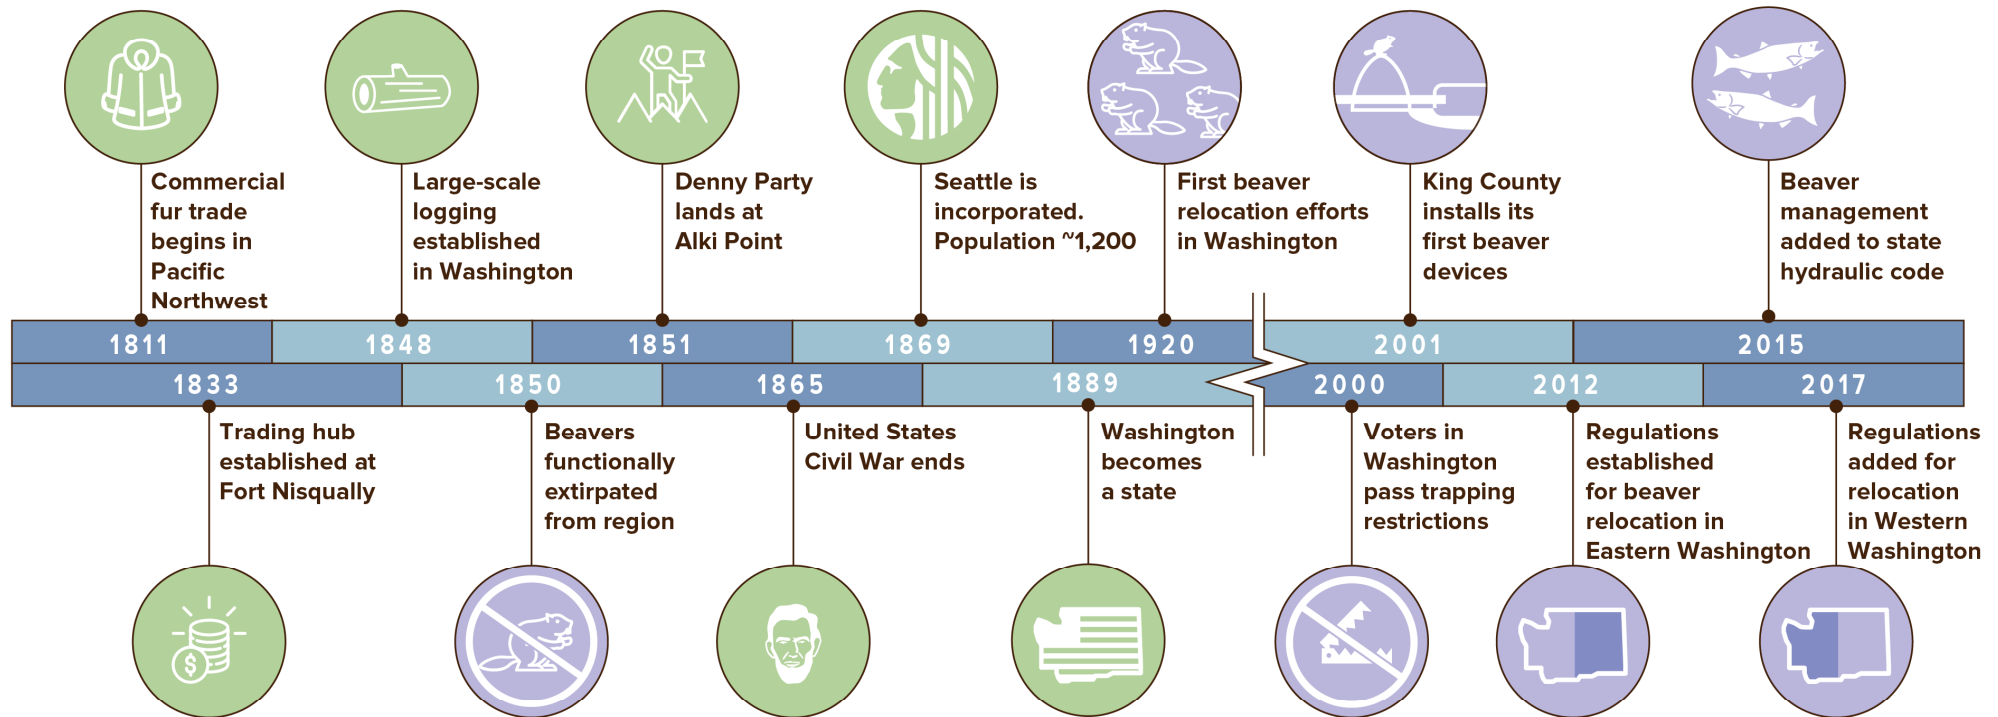 Commercial
fur trade
begins in
Pacific
Northwest
Large-scale
logging
established
in Washington
Denny Party
lands at
Alki Point
Seattle is
incorporated.
Population ~1,200
First beaver
relocation efforts
in Washington
King County
installs its
first beaver
devices
Beaver
management
added to state
hydraulic code
1811
1848
1851
1869
1920
2001
2015
1833
1850
1865
1889
2000
2012
2017
Trading hub
established at
Fort Nisqually
Beavers
functionally
extirpated
from region
United States
Civil War ends
Washington
becomes
a state
Voters in
Washington
pass trapping
restrictions
Regulations
established
for beaver
relocation in
Eastern Washington
Regulations
added for
relocation
in Western
Washington
$